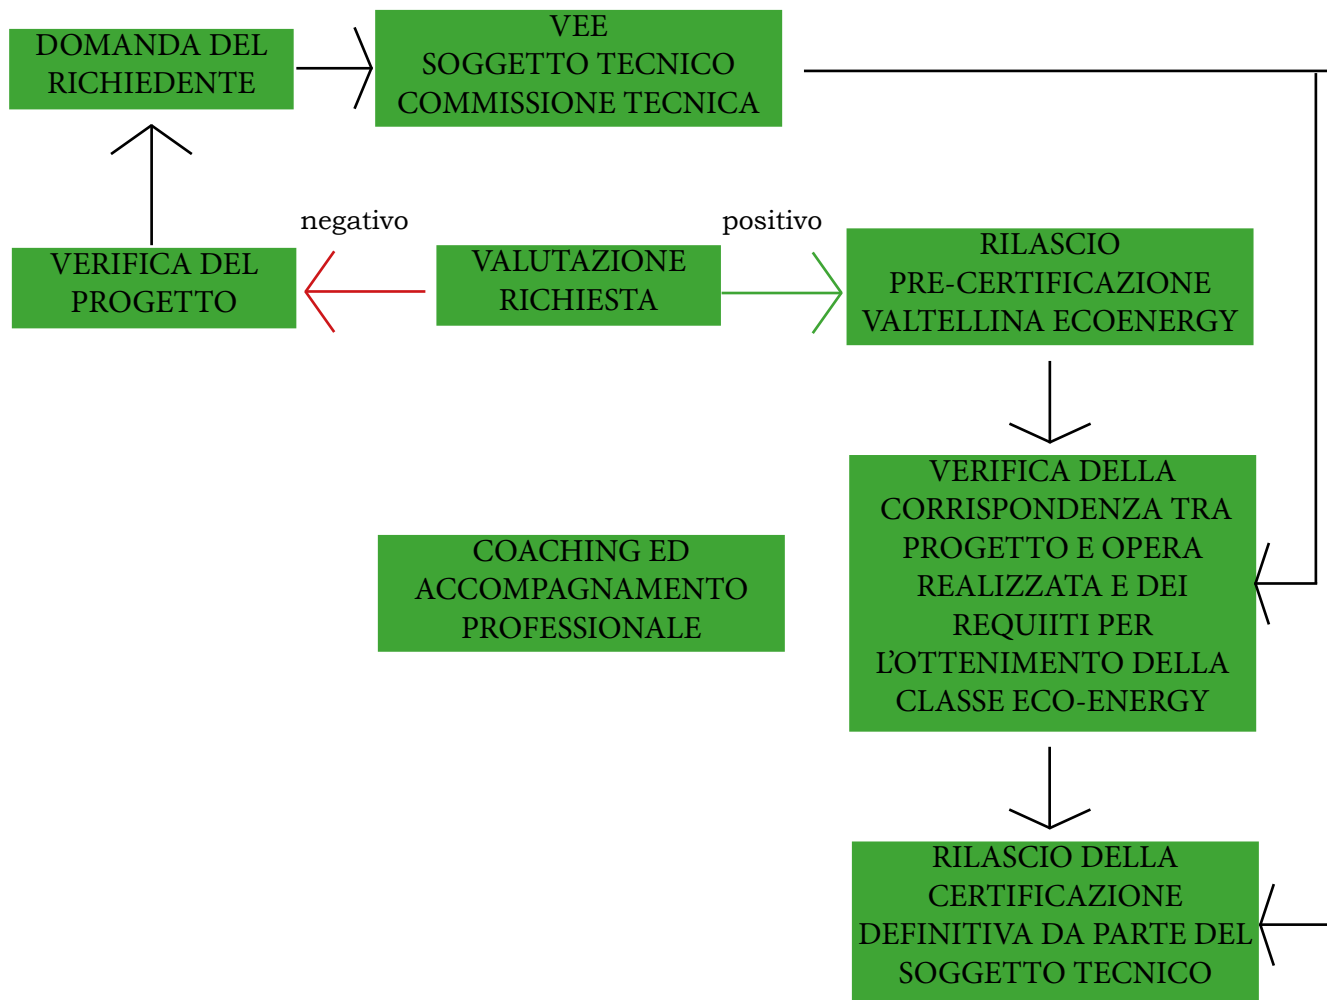 DOMANDA DEL
RICHIEDENTE
VEE
SOGGETTO TECNICO
COMMISSIONE TECNICA
negativo
positivo
VERIFICA DEL
PROGETTO
VALUTAZIONE
RICHIESTA
RILASCIO
PRE-CERTIFICAZIONE
VALTELLINA ECOENERGY
COACHING ED
ACCOMPAGNAMENTO
PROFESSIONALE
VERIFICA DELLA
CORRISPONDENZA TRA
PROGETTO E OPERA
REALIZZATA E DEI
REQUIITI PER
L'OTTENIMENTO DELLA
CLASSE ECO-ENERGY
RILASCIO DELLA
CERTIFICAZIONE
DEFINITIVA DA PARTE DEL
SOGGETTO TECNICO